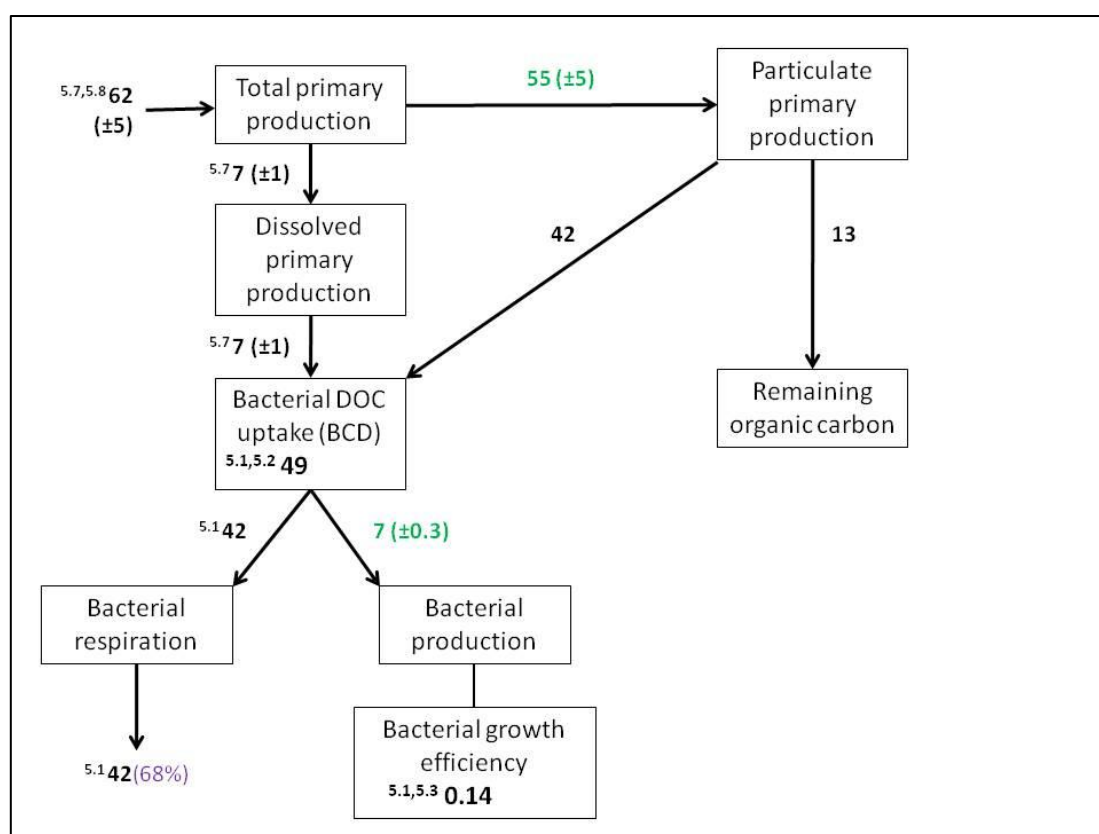 5.7,5.8 62
(±5)
Total primary
production
55 (±5)
Particulate
primary
production
5.7 7 (±1)
Dissolved
primary
production
42
13
5.7 7 (±1)
Bacterial DOC
uptake (BCD)
5.1,5.2 49
Remaining
organic carbon
5.1 42
7 (±0.3)
Bacterial
respiration
Bacterial
production
5.1 42(68%)
Bacterial growth
efficiency
5.1,5.3 0.14